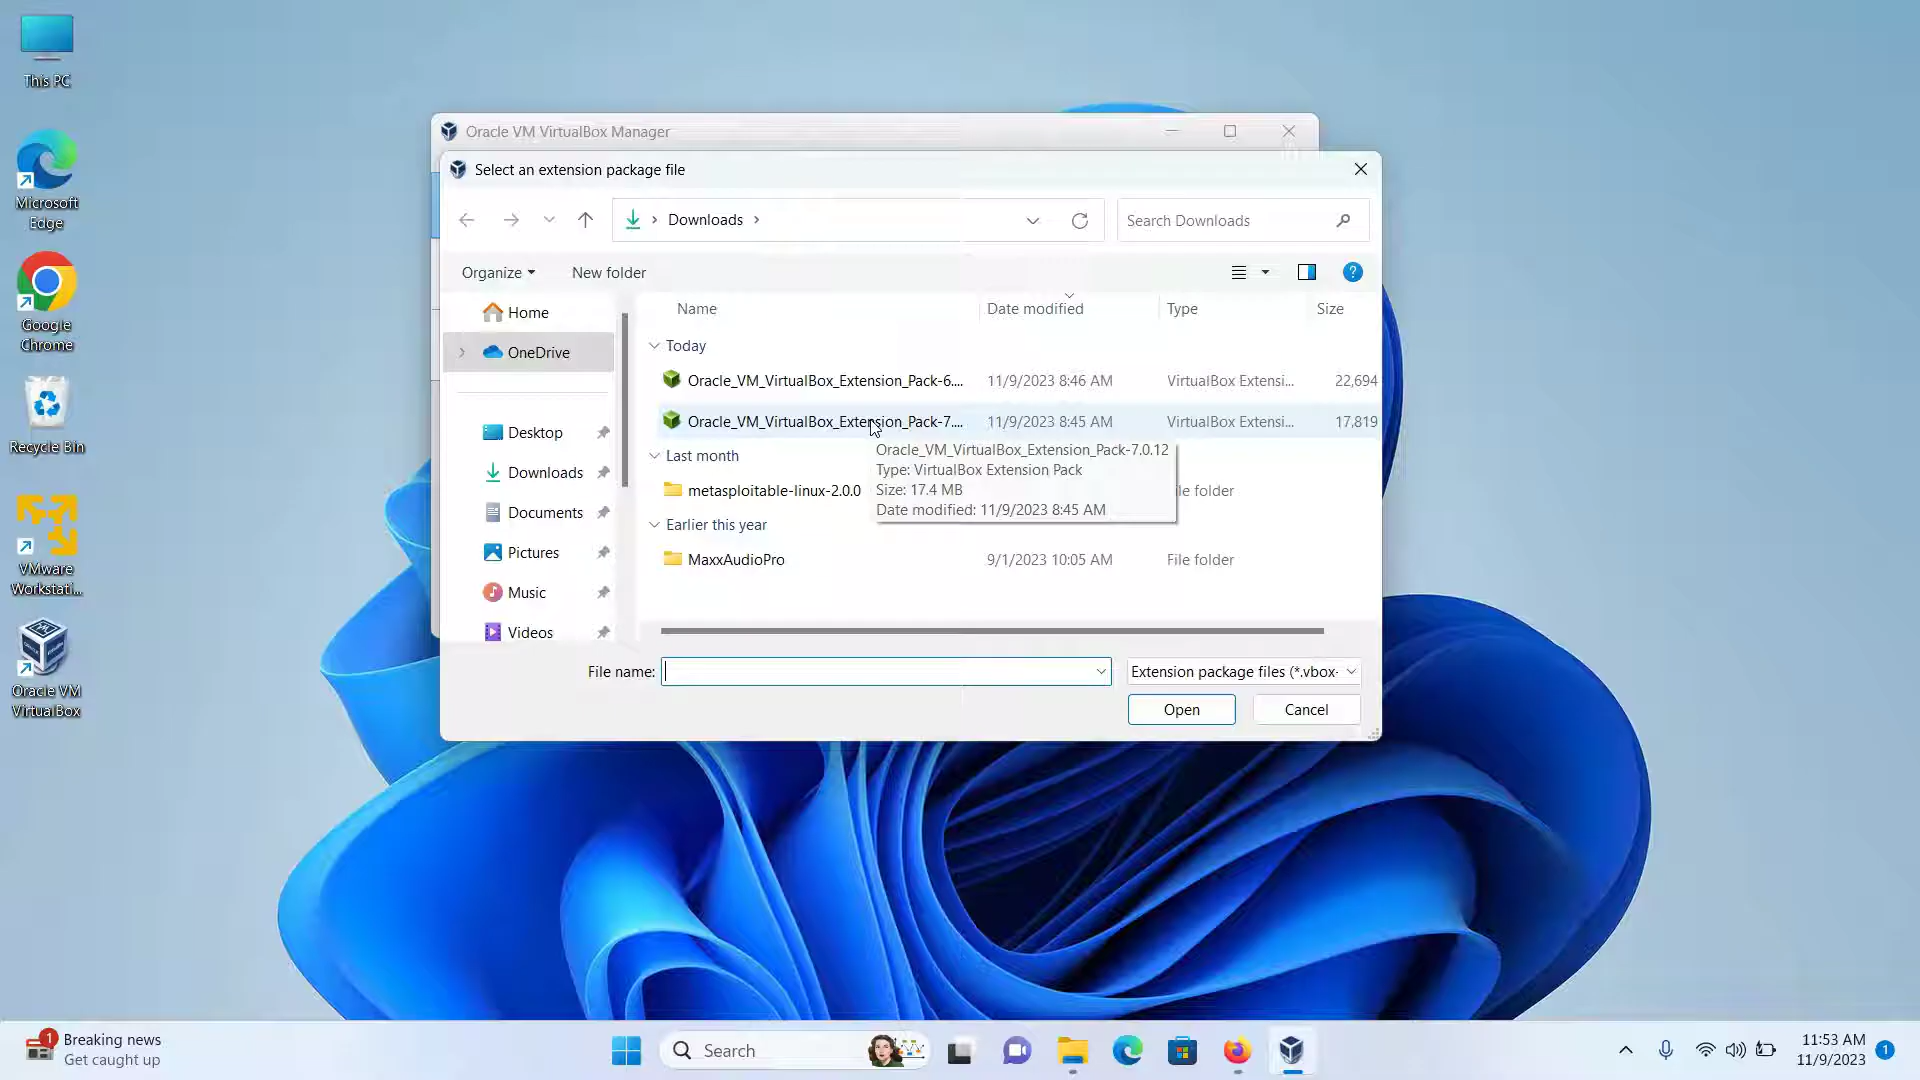 This PC
Microsoft
Edge
Google
Chrome
Recycle Bin
VMware
Workstati...
Oracle VM
VirtualBox
Oracle VM VirtualBox Manager
Select an extension package file
Downloads
Search Downloads
Organize
New folder
Name
Date modified
Type
Size
Home
OneDrive
Desktop
Downloads
Documents
Pictures
Music
Videos
Today
Oracle_VM_VirtualBox_Extension_Pack-6.... 11/9/2023 8:46 AM VirtualBox Extensi... 22,694
Oracle_VM_VirtualBox_Extension_Pack-7.... 11/9/2023 8:45 AM VirtualBox Extensi... 17,819
Last month
metasploitable-linux-2.0.0 ile folder
Oracle_VM_VirtualBox_Extension_Pack-7.0.12
Type: VirtualBox Extension Pack
Size: 17.4 MB
Date modified: 11/9/2023 8:45 AM
Earlier this year
MaxxAudioPro 9/1/2023 10:05 AM File folder
File name:
Extension package files (*.vbox-
Open
Cancel
1
Breaking news
Get caught up
Search
11:53 AM
11/9/2023
1